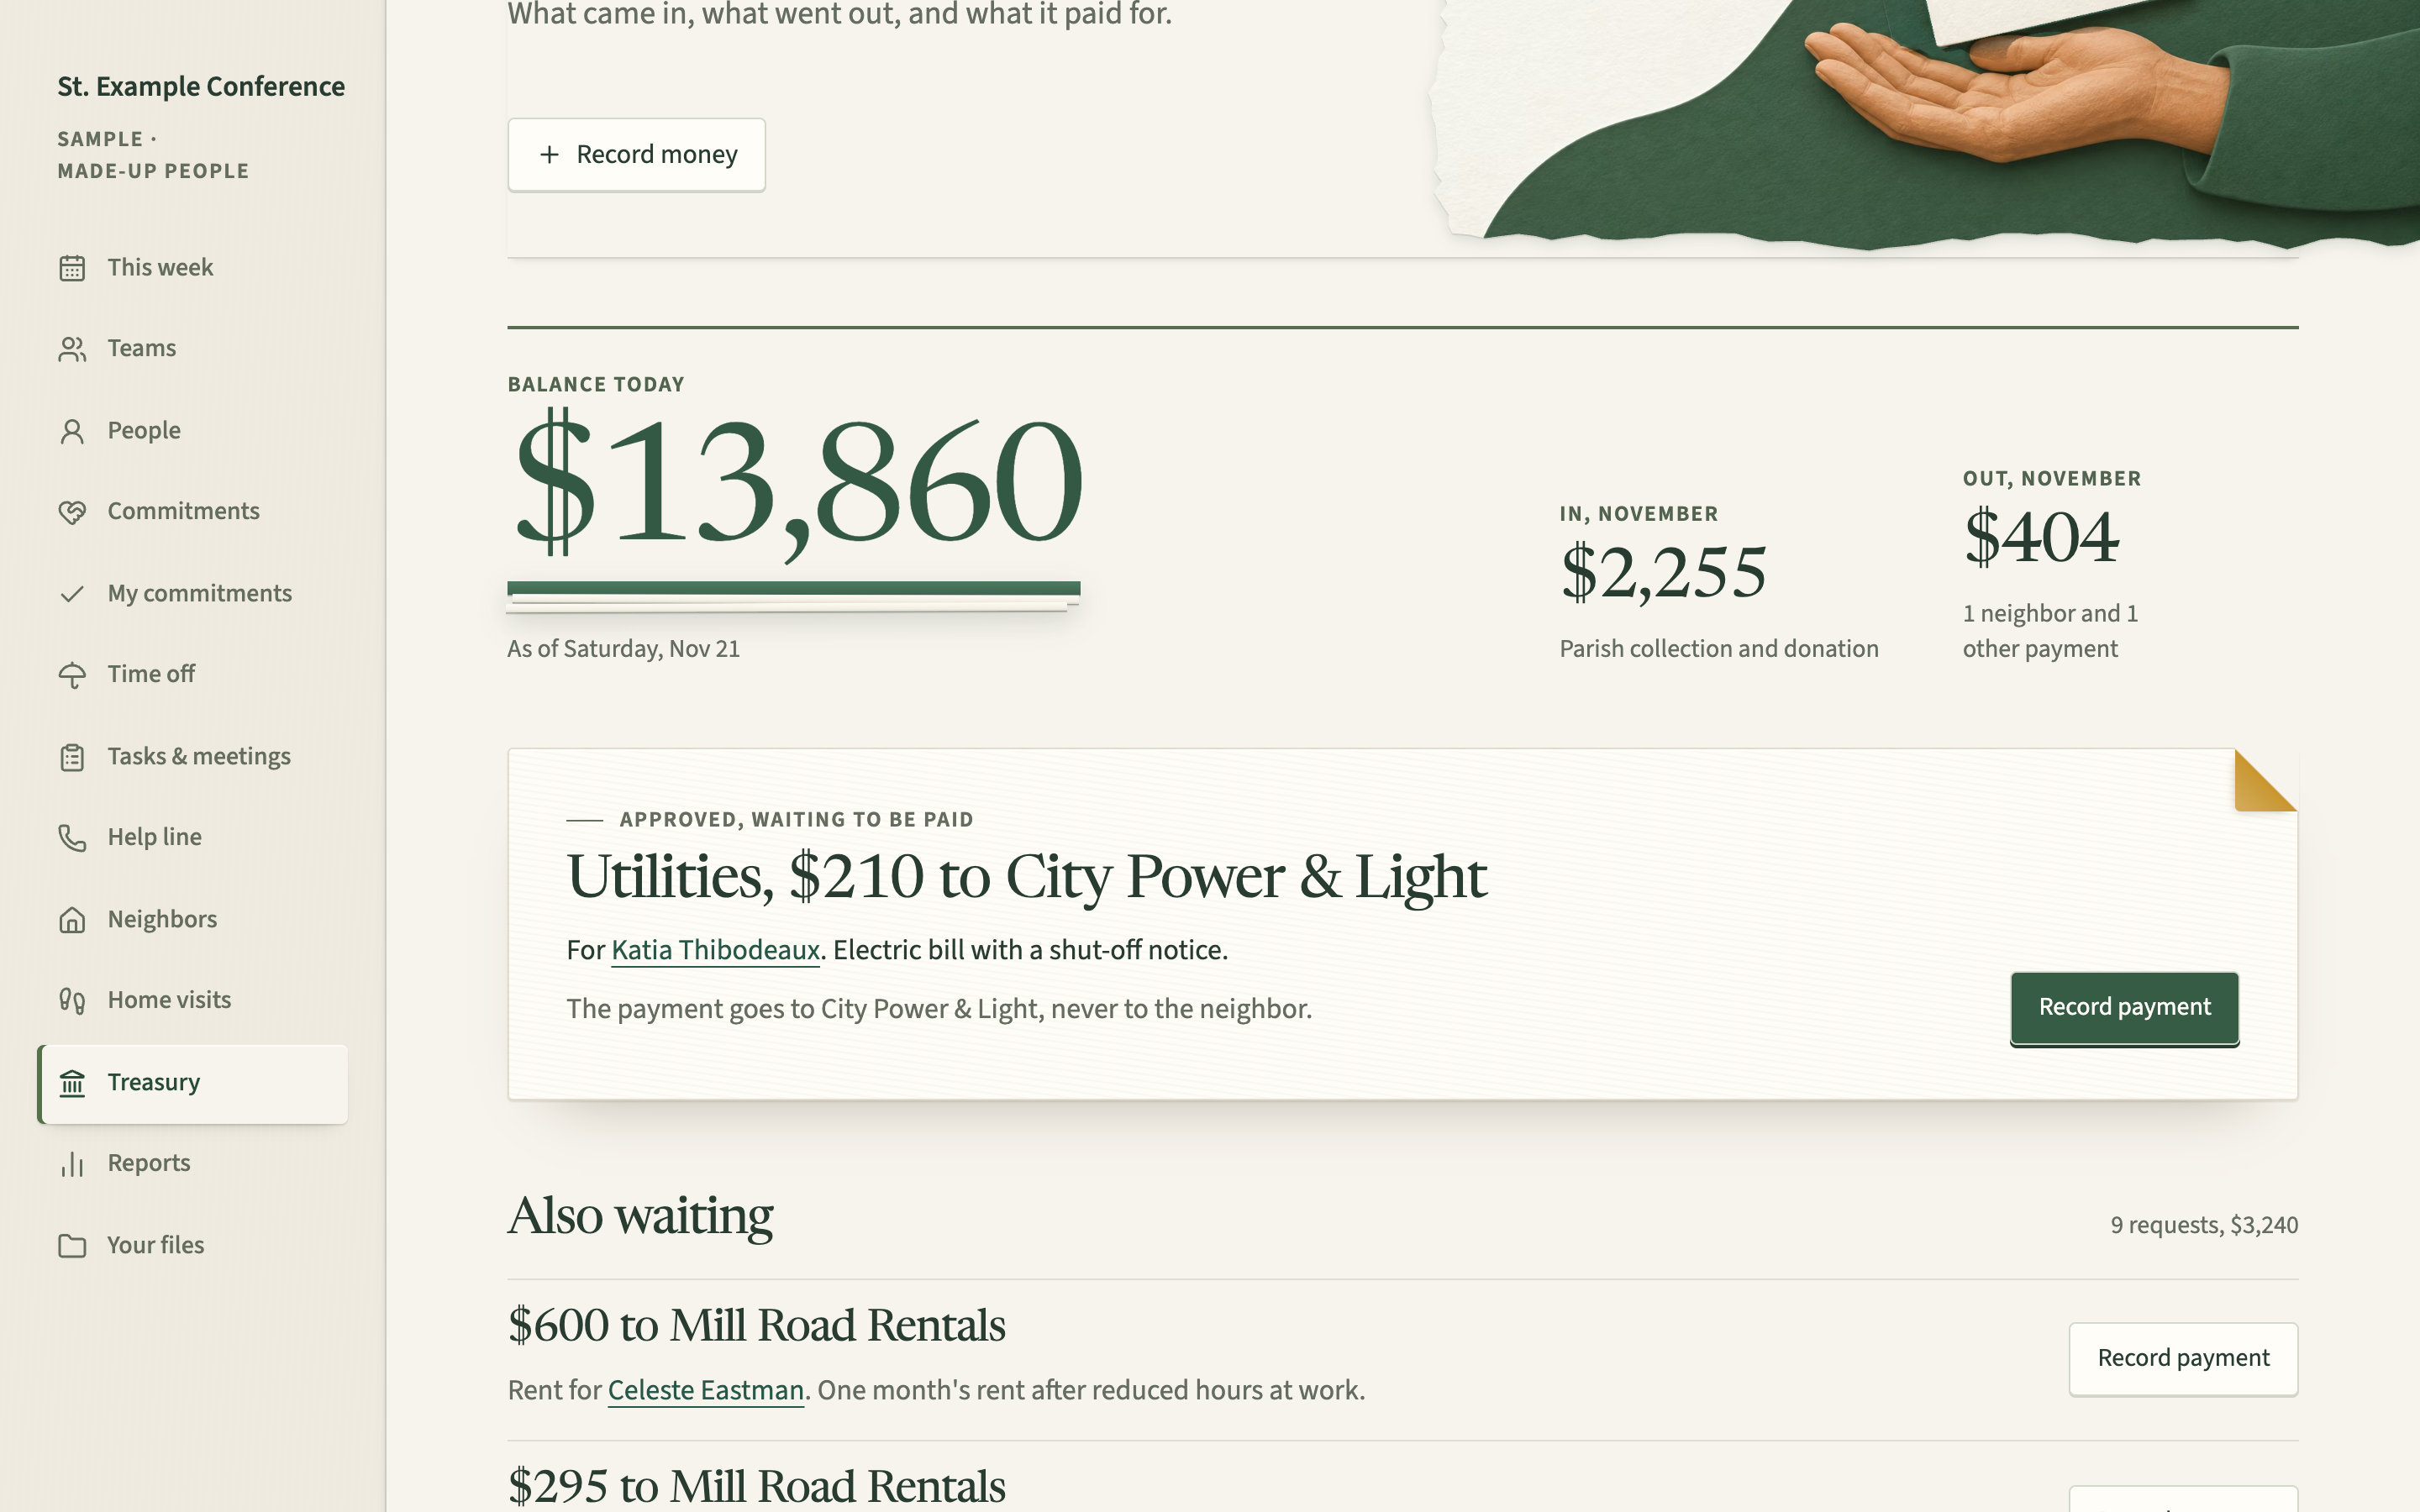 What came in, what went out, and what it paid for.
St. Example Conference
SAMPLE ·
MADE-UP PEOPLE
Record money
This week
Teams
People
Commitments
My commitments
Time off
Tasks & meetings
Help line
Neighbors
Home visits
Treasury
Reports
Your files
BALANCE TODAY
$13,860
As of Saturday, Nov 21
IN, NOVEMBER
$2,255
Parish collection and donation
OUT, NOVEMBER
$404
1 neighbor and 1
other payment
APPROVED, WAITING TO BE PAID
Utilities, $210 to City Power & Light
For Katia Thibodeaux. Electric bill with a shut-off notice.
The payment goes to City Power & Light, never to the neighbor.
Record payment
Also waiting
9 requests, $3,240
$600 to Mill Road Rentals
Rent for Celeste Eastman. One month's rent after reduced hours at work.
Record payment
$295 to Mill Road Rentals